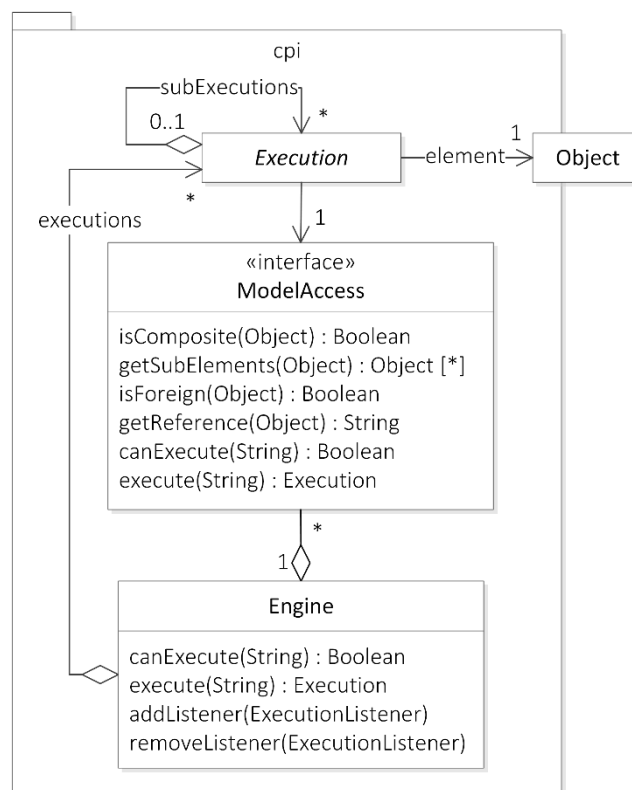 cpi
subExecutions
*
0..1
Execution
element
1
Object
*
executions
1
«interface»
ModelAccess
isComposite(Object) : Boolean
getSubElements(Object) : Object [*]
isForeign(Object) : Boolean
getReference(Object) : String
canExecute(String) : Boolean
execute(String) : Execution
*
1
Engine
canExecute(String) : Boolean
execute(String) : Execution
addListener(ExecutionListener)
removeListener(ExecutionListener)